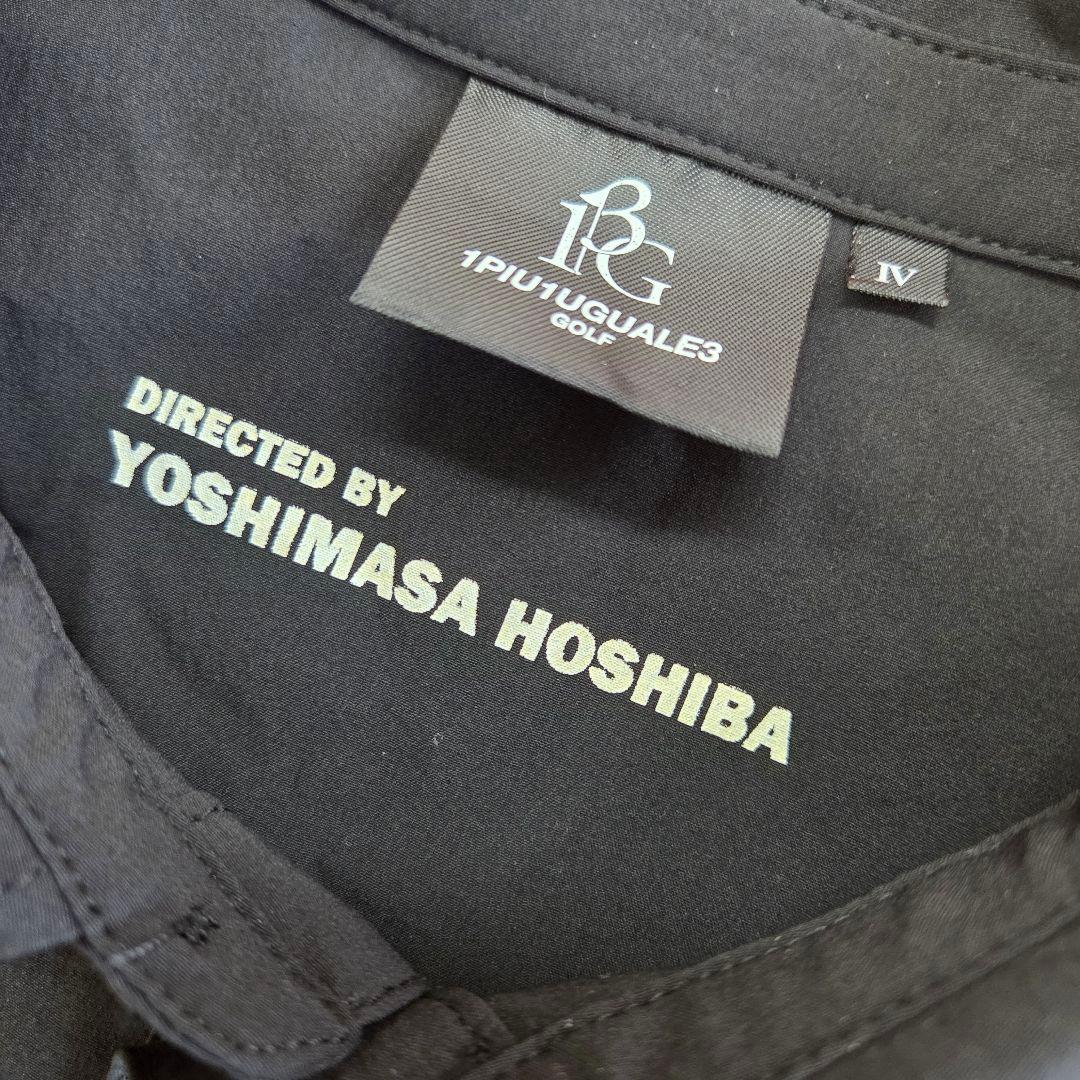 1PG
1PIU1UGUALE3
GOLF
IV
DIRECTED BY
YOSHIMASA HOSHIBA